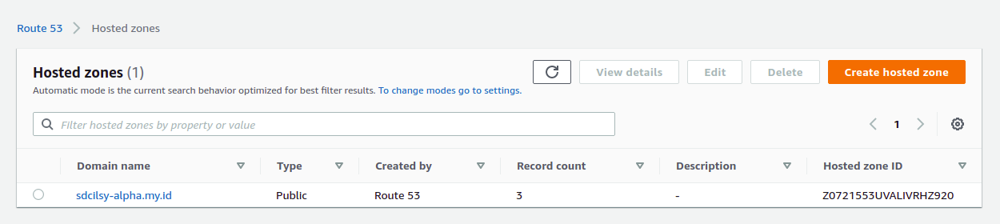 Route 53 Hosted zones
Hosted zones (1) View details Edit Delete Create hosted zone
Automatic mode is the current search behavior optimized for best filter results. To change modes go to settings.
Filter hosted zones by property or value 1
Domain name Type Created by Record count Description Hosted zone ID
sdcilsy-alpha.my.id Public Route 53 3 - Z0721553UVALIVRHZ920